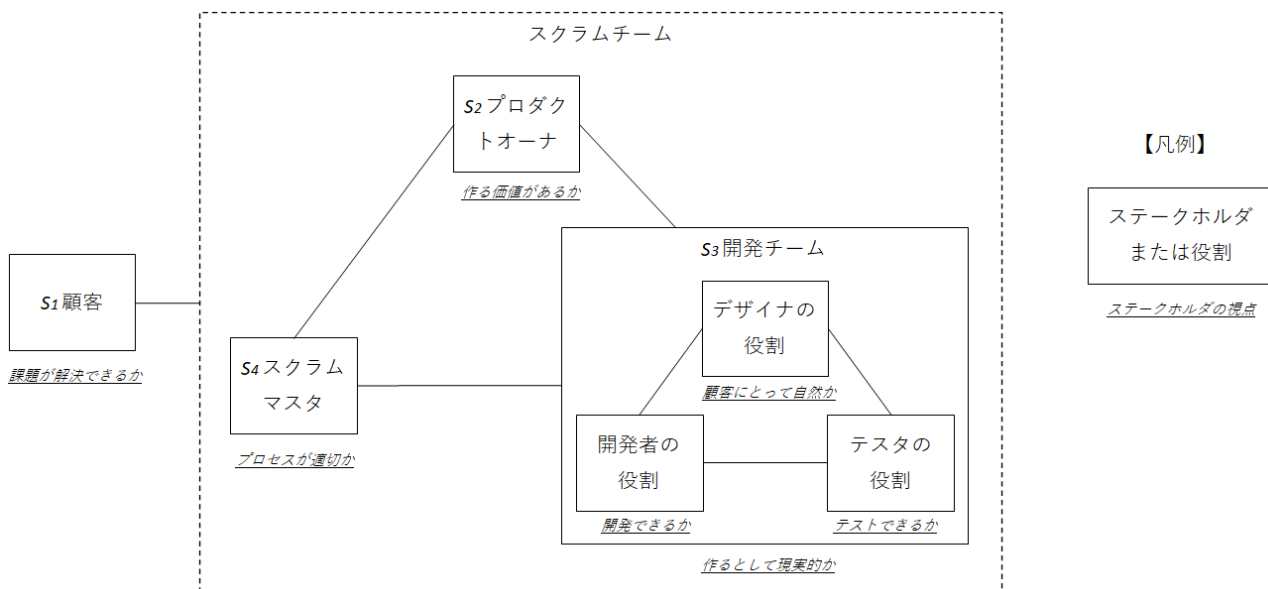 スクラムチーム
S2プロダク
トオーナ
作る価値があるか
【凡例】
ステークホルダ
または役割
ステークホルダの視点
S1顧客
課題が解決できるか
S4スクラム
マスタ
プロセスが適切か
S3開発チーム
デザイナの
役割
顧客にとって自然か
開発者の
役割
開発できるか
テスタの
役割
テストできるか
作るとして現実的か